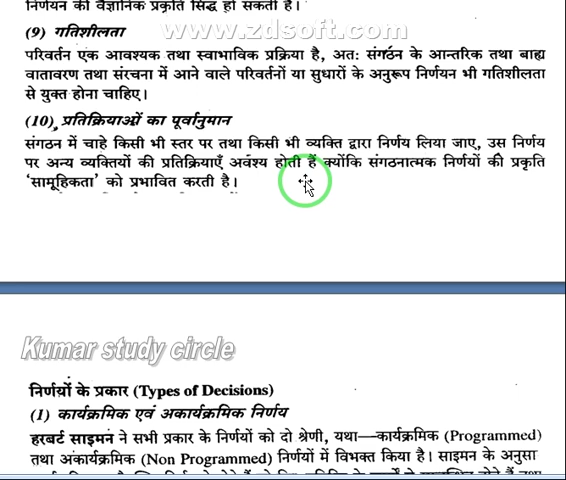 निर्णयन की वैज्ञानिक प्रकृति सिद्ध हो सकती है।
www.zdsoft.com
(9) गतिशीलता
परिवर्तन एक आवश्यक तथा स्वाभाविक प्रक्रिया है, अत: संगठन के आन्तरिक तथा बाह्य
वातावरण तथा संरचना में आने वाले परिवर्तनों या सुधारों के अनुरूप निर्णयन भी गतिशीलता
से युक्त होना चाहिए।
(10) प्रतिक्रियाओं का पूर्वानुमान
संगठन में चाहे किसी भी स्तर पर तथा किसी भी व्यक्ति द्वारा निर्णय लिया जाए, उस निर्णय
पर अन्य व्यक्तियों की प्रतिक्रियाएँ अवश्य होती हैं क्योंकि संगठनात्मक निर्णयों की प्रकृति
‘सामूहिकता’ को प्रभावित करती है।
Kumar study circle
निर्णयों के प्रकार (Types of Decisions)
(1) कार्यक्रमिक एवं अकार्यक्रमिक निर्णय
हरबर्ट साइमन ने सभी प्रकार के निर्णयों को दो श्रेणी, यथा—कार्यक्रमिक (Programmed)
तथा अकार्यक्रमिक (Non Programmed) निर्णयों में विभक्त किया है। साइमन के अनुसा